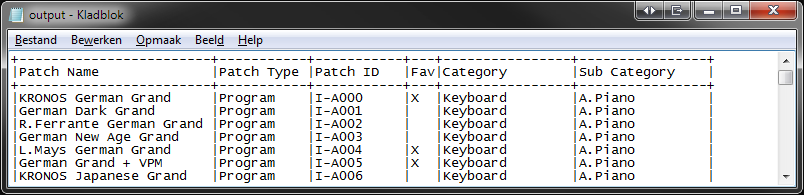 output - Kladblok
Bestand Bewerken Opmaak Beeld Help
+------------------------+-----------+-----------+---+----------------+----------------+
|Patch Name |Patch Type |Patch ID |Fav|Category |Sub Category |
+------------------------+-----------+-----------+---+----------------+----------------+
|KRONOS German Grand |Program |I-A000 |X |Keyboard |A.Piano |
|German Dark Grand |Program |I-A001 | |Keyboard |A.Piano |
|R.Ferrante German Grand |Program |I-A002 | |Keyboard |A.Piano |
|German New Age Grand |Program |I-A003 | |Keyboard |A.Piano |
|L.Mays German Grand |Program |I-A004 |X |Keyboard |A.Piano |
|German Grand + VPM |Program |I-A005 |X |Keyboard |A.Piano |
|KRONOS Japanese Grand |Program |I-A006 | |Keyboard |A.Piano |